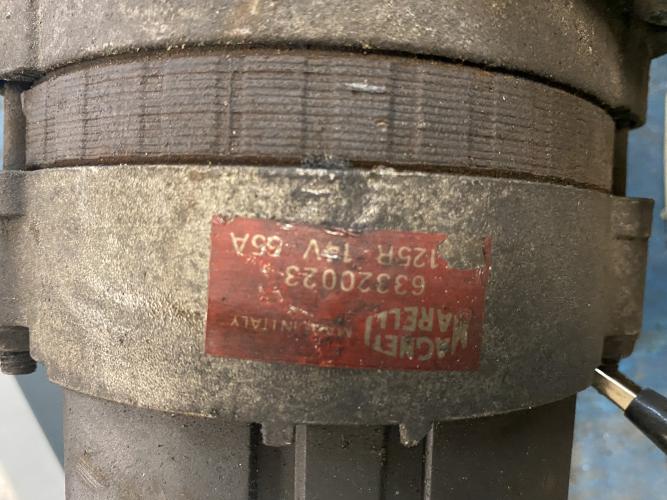 MAGNETI
MARELLI
MADE IN ITALY
63320023
125R 14V 65A